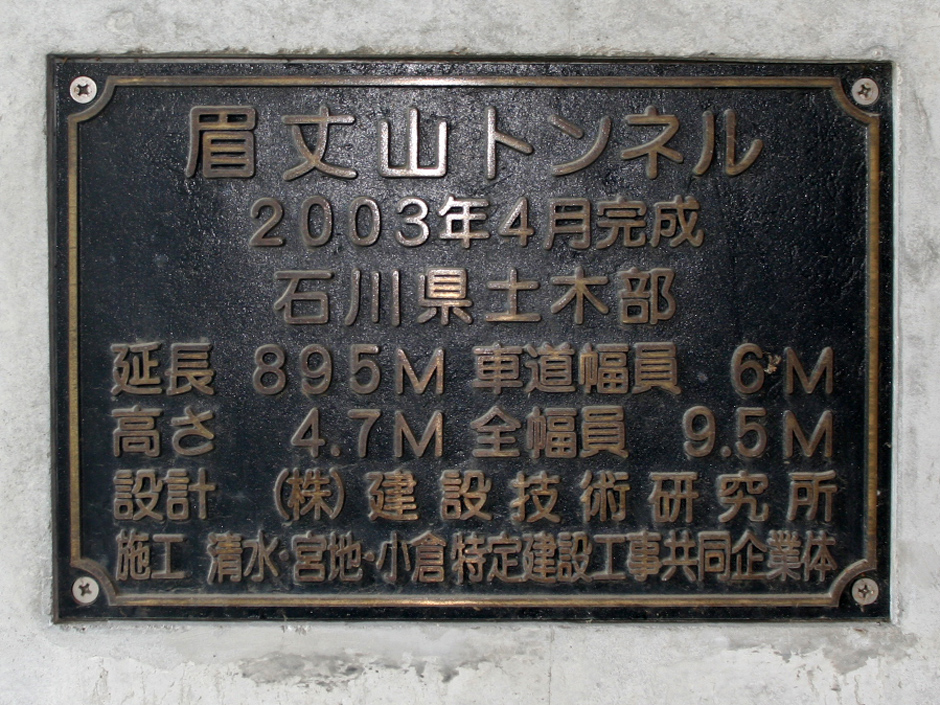 眉丈山トンネル
2003年4月完成
石川県土木部
延長 895M 車道幅員 6M
高さ 4.7M 全幅員 9.5M
設計 (株)建設技術研究所
施工 清水・宮地・小倉特定建設工事共同企業体